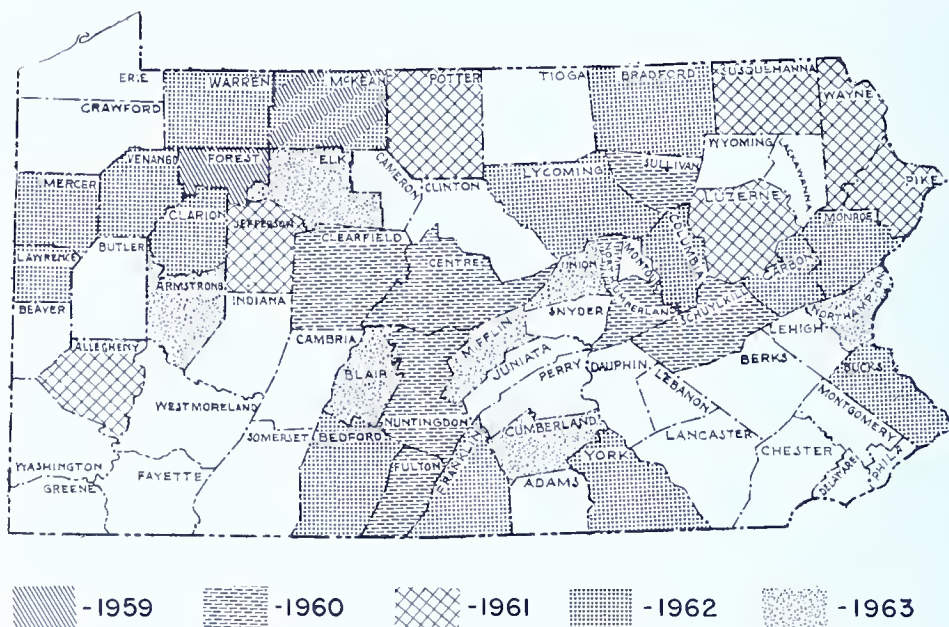 ERIE WARREN McKEAN POTTER TIOGA BRADFORD SUSQUEHANNA WAYNE
CRAWFORD
VENANGO FOREST ELK CAMERON SULLIVAN WYOMING LACKAWANNA
MERCER CLINTON LYCOMING PIKE
CLARION JEFFERSON LUZERNE MONROE
LAWRENCE BUTLER CLEARFIELD CENTRE UNION MONTOUR COLUMBIA CARBON
BEAVER ARMSTRONG INDIANA SNYDER SCHUYLKILL NORTHAMPTON
ALLEGHENY CAMBRIA MIFFLIN LEHIGH
BLAIR JUNIATA PERRY DAUPHIN LEBANON BERKS BUCKS
WESTMORELAND MONTGOMERY
SOMERSET BEDFORD HUNTINGDON CUMBERLAND LANCASTER
WASHINGTON FAYETTE FULTON FRANKLIN YORK CHESTER DELAWARE PHILA
GREENE ADAMS
-1959 -1960 -1961 -1962 -1963